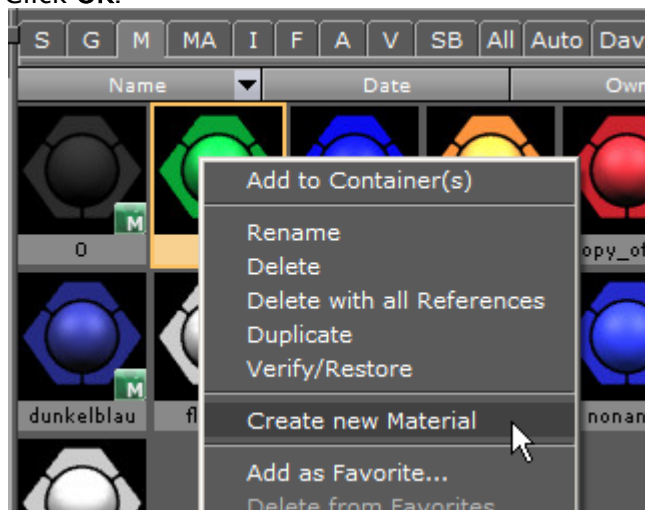 Click OK.
S G M MA I F A V SB All Auto Dav
Name Date Own
Add to Container(s)
M
0
Rename
opy_of
Delete
Delete with all References
Duplicate
Verify/Restore
M
dunkelblau fl
Create new Material
nonan
Add as Favorite...
Delete from Favorites